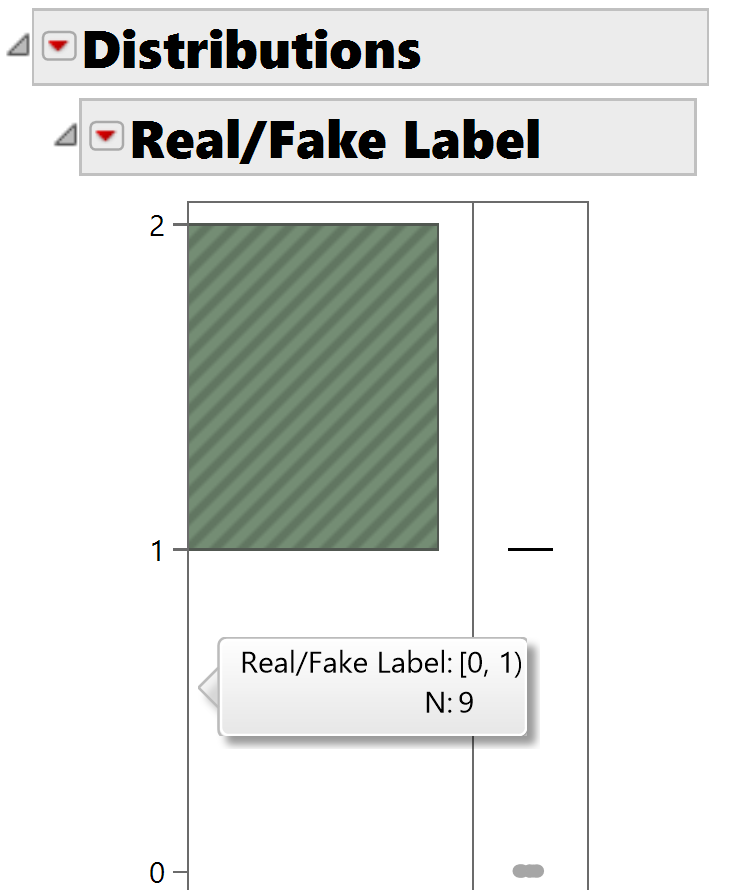 Distributions
Real/Fake Label
2
1
Real/Fake Label: [0, 1)
N: 9
0